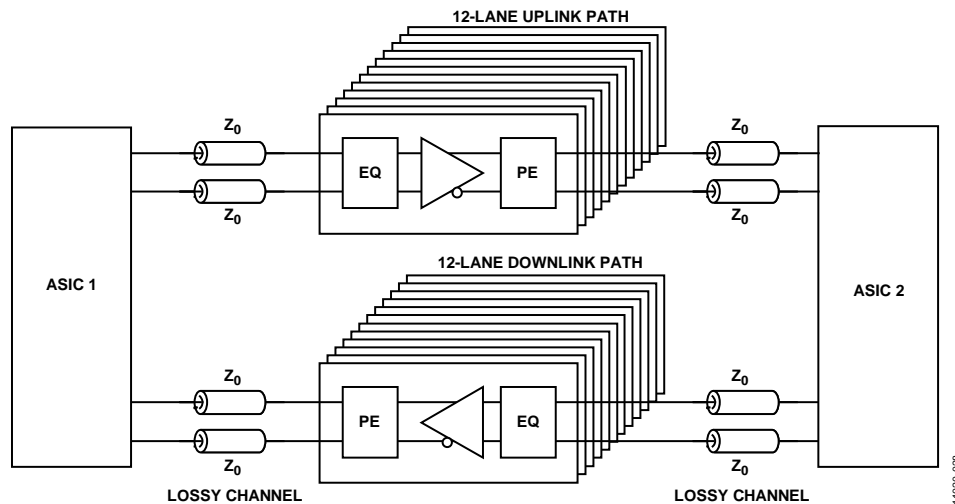 12-LANE UPLINK PATH
Z0
Z0
EQ
PE
Z0
Z0
ASIC 1
ASIC 2
12-LANE DOWNLINK PATH
Z0
Z0
PE
EQ
Z0
Z0
LOSSY CHANNEL
LOSSY CHANNEL